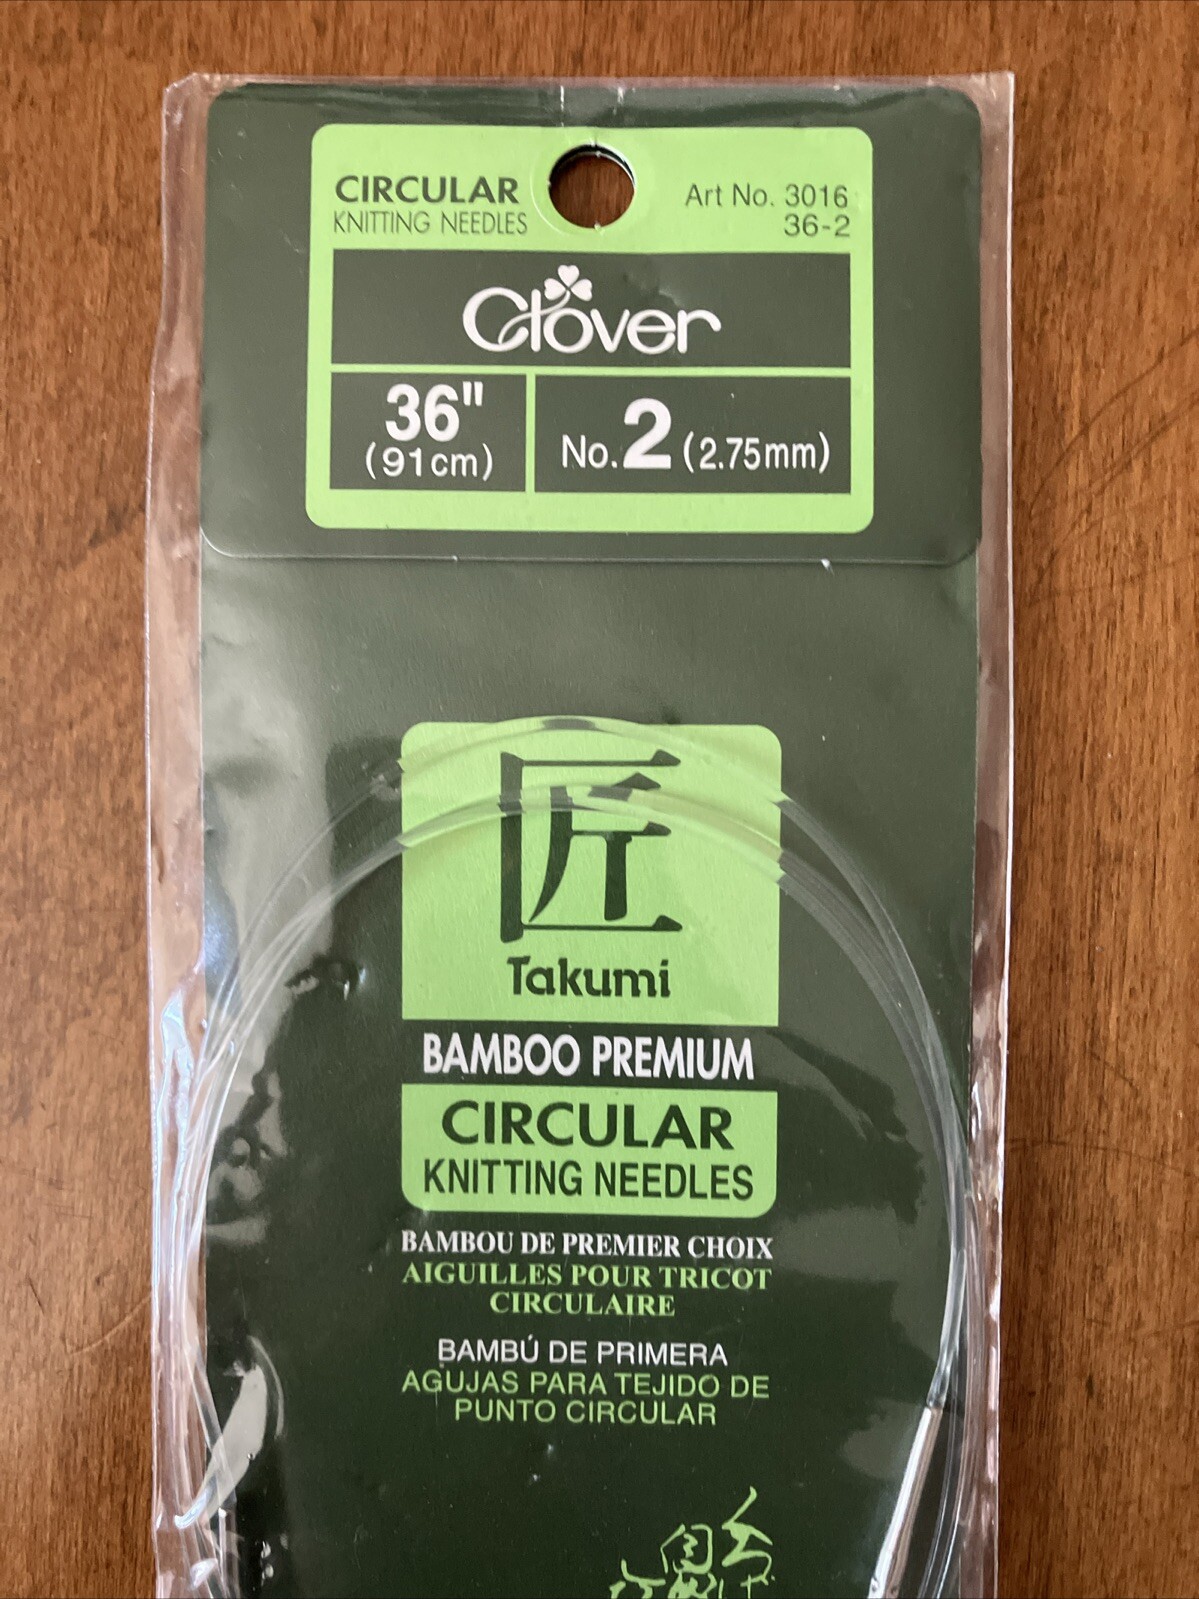 CIRCULAR
KNITTING NEEDLES
Art No. 3016
36-2
Clover
36"
(91cm)
No. 2 (2.75mm)
匠
Takumi
BAMBOO PREMIUM
CIRCULAR
KNITTING NEEDLES
BAMBOU DE PREMIER CHOIX
AIGUILLES POUR TRICOT
CIRCULAIRE
BAMBÚ DE PRIMERA
AGUJAS PARA TEJIDO DE
PUNTO CIRCULAR